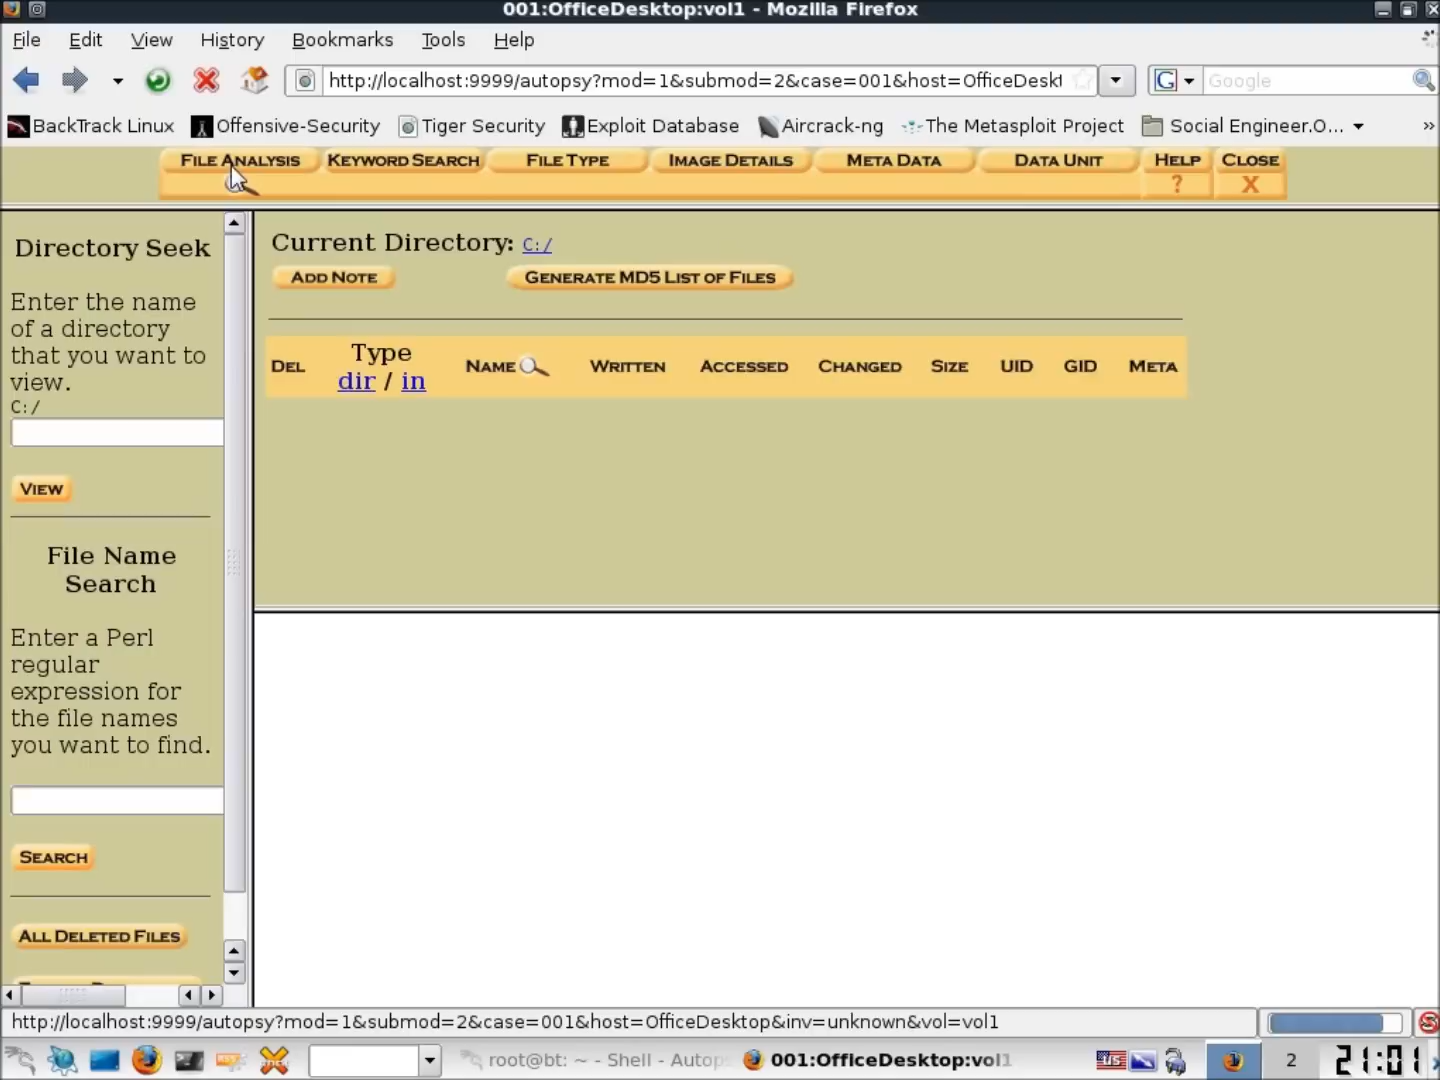 001:OfficeDesktop:vol1 - Mozilla Firefox
File Edit View History Bookmarks Tools Help
http://localhost:9999/autopsy?mod=1&submod=2&case=001&host=OfficeDeskt
G Google
BackTrack Linux Offensive-Security Tiger Security Exploit Database Aircrack-ng The Metasploit Project Social Engineer.O... »
FILE ANALYSIS KEYWORD SEARCH FILE TYPE IMAGE DETAILS META DATA DATA UNIT HELP CLOSE
? X
Directory Seek
Enter the name
of a directory
that you want to
view.
C:/
VIEW
File Name
Search
Enter a Perl
regular
expression for
the file names
you want to find.
SEARCH
ALL DELETED FILES
Current Directory: C:/
ADD NOTE GENERATE MD5 LIST OF FILES
DEL Type NAME WRITTEN ACCESSED CHANGED SIZE UID GID META
dir / in
http://localhost:9999/autopsy?mod=1&submod=2&case=001&host=OfficeDesktop&inv=unknown&vol=vol1
root@bt: ~ - Shell - Autop 001:OfficeDesktop:vol1 US 2 21:01